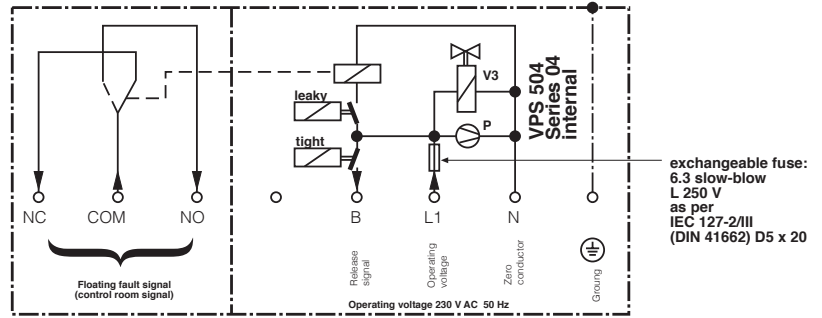 leaky
tight
V3
P
VPS 504
Series 04
internal
exchangeable fuse:
6.3 slow-blow
L 250 V
as per
IEC 127-2/III
(DIN 41662) D5 x 20
NC
COM
NO
B
L1
N
Floating fault signal
(control room signal)
Release
signal
Operating
voltage
Zero
conductor
Groung
Operating voltage 230 V AC 50 Hz